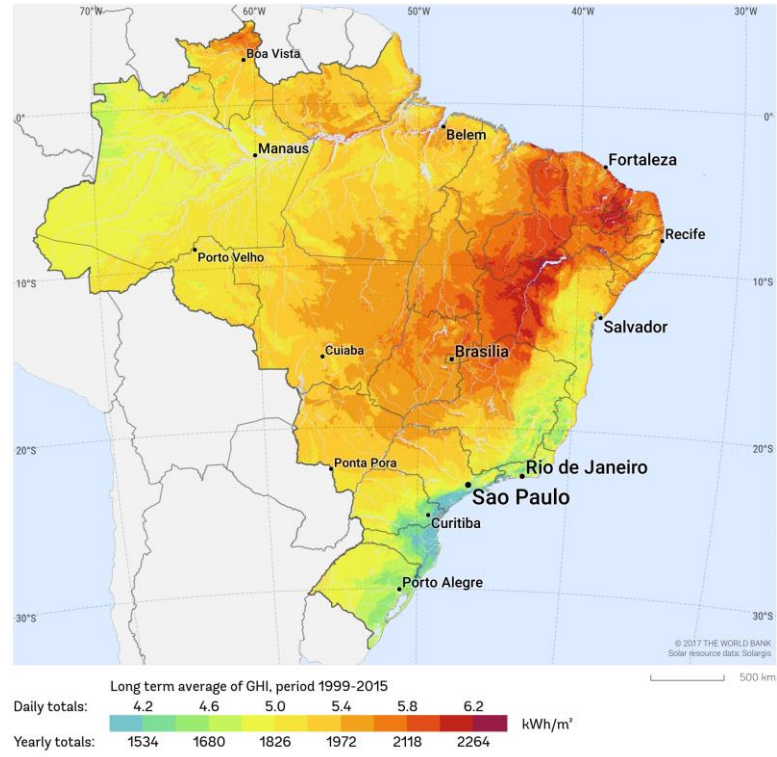 70°W 60°W 50°W 40°W 30°W
Boa Vista
0° 0°
Belem
Manaus
Fortaleza
Recife
Porto Velho
10°S 10°S
Salvador
Cuiaba
Brasilia
20°S 20°S
Ponta Pora
Rio de Janeiro
Sao Paulo
Curitiba
Porto Alegre
30°S 30°S
© 2017 THE WORLD BANK
Solar resource data: Solargis
500 km
Long term average of GHI, period 1999-2015
Daily totals: 4.2 4.6 5.0 5.4 5.8 6.2
kWh/m²
Yearly totals: 1534 1680 1826 1972 2118 2264